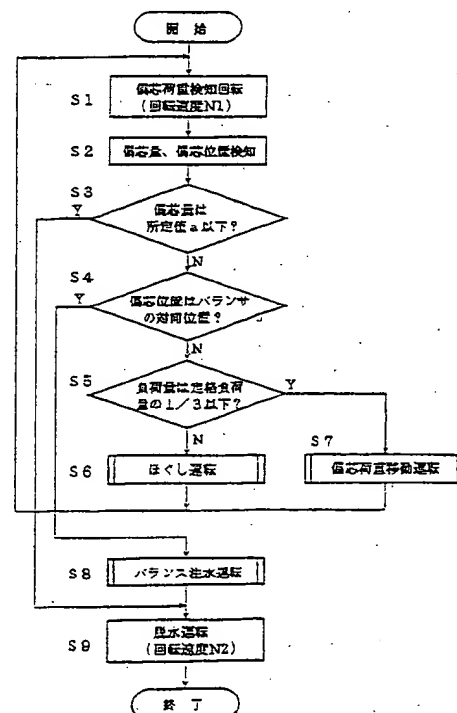 開 始
S1
偏芯荷重検知回転
(回転速度N1)
S2
偏芯量、偏芯位置検知
S3
Y
偏芯量は
所定値a以下?
N
S4
Y
偏芯位置はバランサ
の対向位置?
N
S5
負荷量は定格負荷
量の1/3以下?
Y
N
S6
ほぐし運転
S7
偏芯荷重移動運転
S8
バランス注水運転
S9
脱水運転
(回転速度N2)
終 了